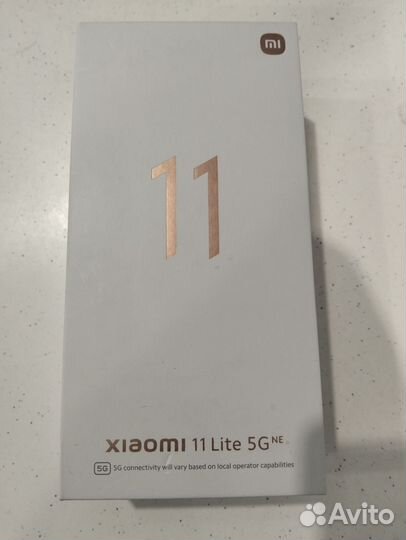 mi
11
xiaomi 11 Lite 5G NE
5G 5G connectivity will vary based on local operator capabilities
Avito